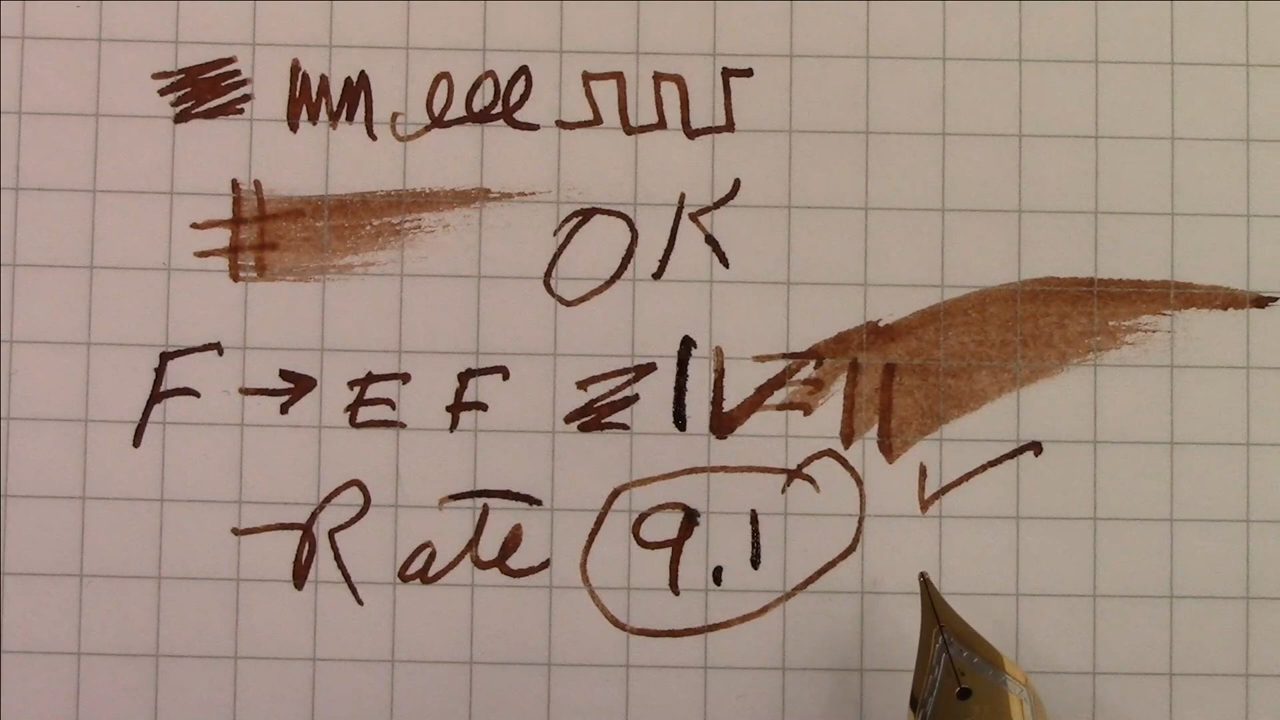 OK
F → EF
Rate 9.1 ✓